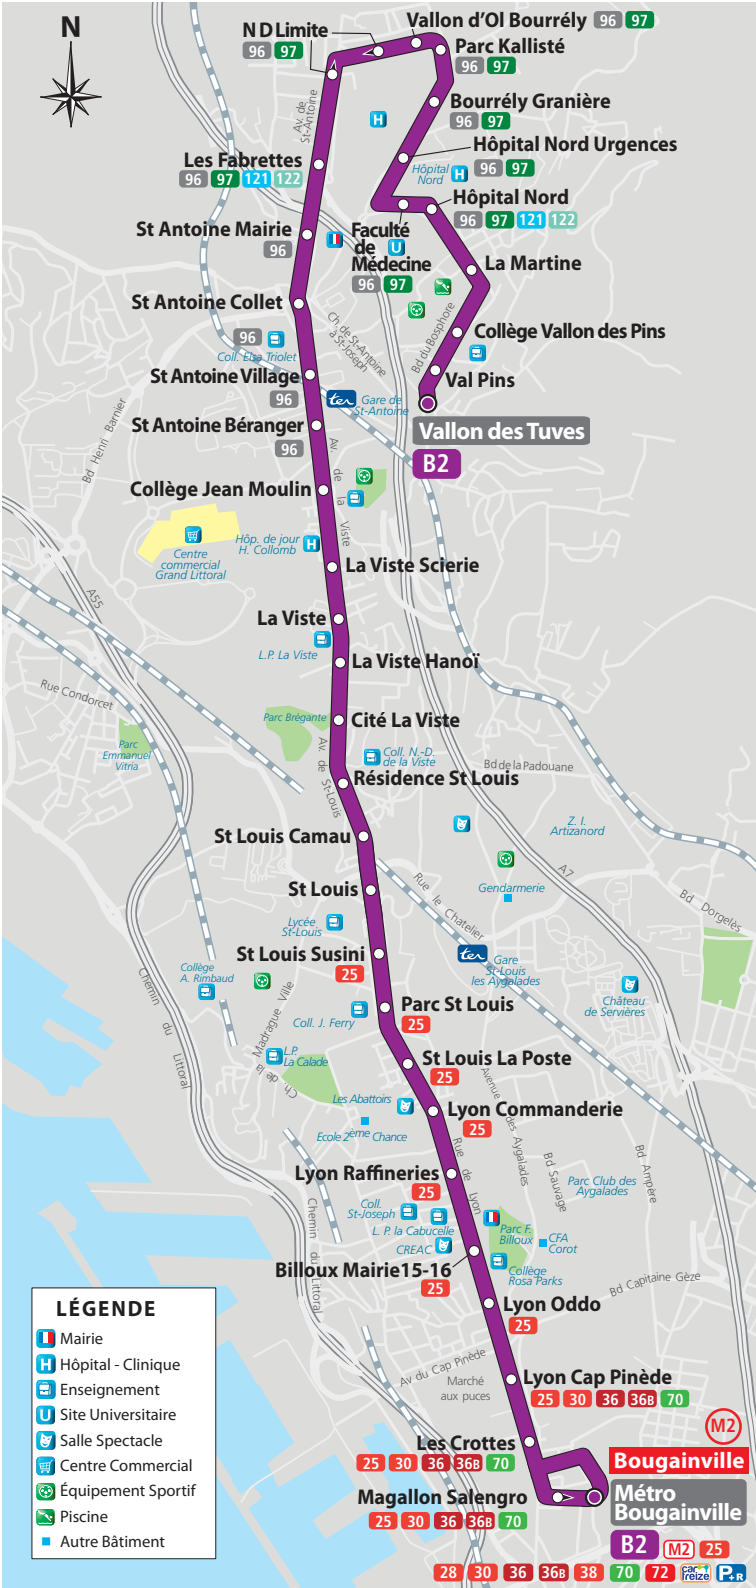 N
N D Limite
96 97
Vallon d'Ol Bourrély 96 97
Parc Kallisté
96 97
Bourrély Granière
96 97
Av. de
St-Antoine
H
Hôpital Nord Urgences
96 97
Hôpital
Nord
H
Les Fabrettes
96 97 121 122
Hôpital Nord
96 97 121 122
St Antoine Mairie
96
Faculté
de
Médecine
96 97
U
La Martine
St Antoine Collet
Ch. de St-Antoine
à St-Joseph
Bd du Bosphore
Collège Vallon des Pins
96
Coll. Elsa Triolet
St Antoine Village
96
Val Pins
ter
Gare de
St-Antoine
Vallon des Tuves
B2
St Antoine Béranger
96
Bd Henri Barnier
Av. de la Viste
Collège Jean Moulin
Centre
commercial
Grand Littoral
Hôp. de jour
H. Collomb
H
La Viste Scierie
A55
La Viste
L.P. La Viste
La Viste Hanoï
Rue Condorcet
Parc Brégante
Cité La Viste
Parc
Emmanuel
Vitria
Av. de St-Louis
Coll. N.-D.
de la Viste
Bd de la Padouane
Résidence St Louis
St Louis Camau
Z. I.
Artizanord
A7
St Louis
Rue le Chatelier
Gendarmerie
Bd Dorgelès
Lycée
St-Louis
St Louis Susini
25
ter
Gare
St-Louis
les Aygalades
Collège
A. Rimbaud
Château
de Servières
Chemin du Littoral
Ch. de la Madrague Ville
Parc St Louis
25
Coll. J. Ferry
L.P.
La Calade
St Louis La Poste
25
Avenue des Aygalades
Les Abattoirs
Lyon Commanderie
25
Ecole 2ème Chance
Rue de Lyon
Bd Sauvage
Bd Ampère
Lyon Raffineries
25
Parc Club des
Aygalades
Chemin du Littoral
Coll.
St-Joseph
L. P. la Cabucelle
CREAC
Parc F.
Billoux
CFA
Corot
Billoux Mairie15-16
25
Collège
Rosa Parks
Bd Capitaine Gèze
Lyon Oddo
25
Av du Cap Pinède
Marché
aux puces
Lyon Cap Pinède
25 30 36 36B 70
Les Crottes
25 30 36 36B 70
M2
Bougainville
Magallon Salengro
25 30 36 36B 70
Métro
Bougainville
B2 M2 25
28 30 36 36B 38 70 72 car treize P+R
LÉGENDE
Mairie
H Hôpital - Clinique
Enseignement
U Site Universitaire
Salle Spectacle
Centre Commercial
Équipement Sportif
Piscine
Autre Bâtiment